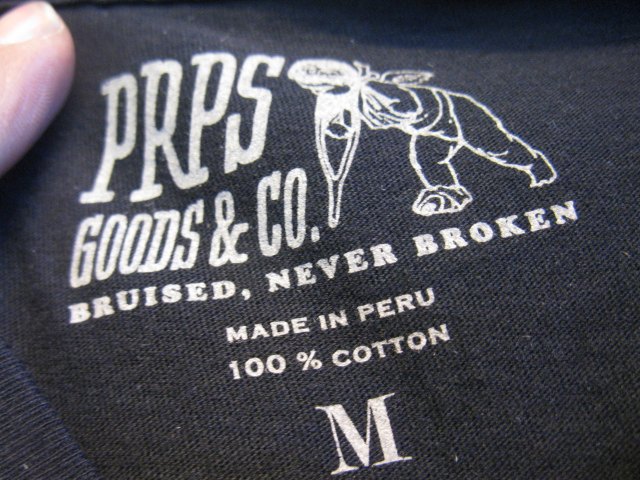 PRPS
GOODS & CO.
BRUISED, NEVER BROKEN
MADE IN PERU
100 % COTTON
M